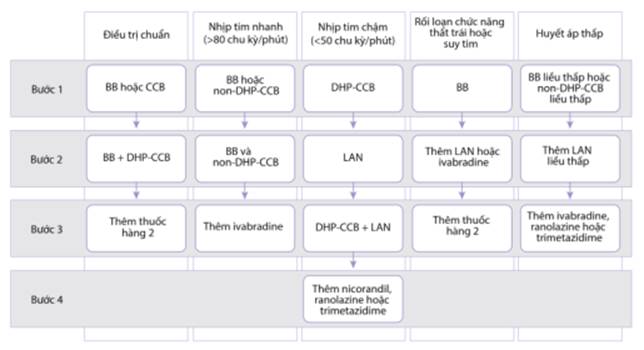 Điều trị chuẩn
Nhịp tim nhanh
(>80 chu kỳ/phút)
Nhịp tim chậm
(<50 chu kỳ/phút)
Rối loạn chức năng
thất trái hoặc
suy tim
Huyết áp thấp
Bước 1
BB hoặc CCB
BB hoặc
non-DHP-CCB
DHP-CCB
BB
BB liều thấp hoặc
non-DHP-CCB
liều thấp
Bước 2
BB + DHP-CCB
BB và
non-DHP-CCB
LAN
Thêm LAN hoặc
ivabradine
Thêm LAN
liều thấp
Bước 3
Thêm thuốc
hàng 2
Thêm ivabradine
DHP-CCB + LAN
Thêm thuốc
hàng 2
Thêm ivabradine,
ranolazine hoặc
trimetazidime
Bước 4
Thêm nicorandil,
ranolazine hoặc
trimetazidime